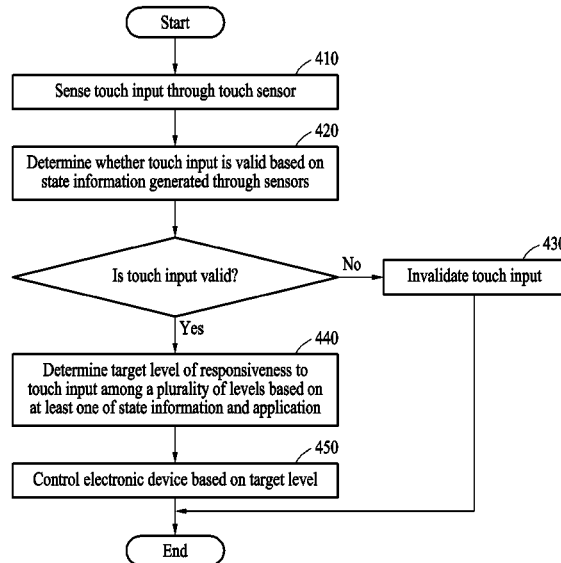 Start
410
Sense touch input through touch sensor
420
Determine whether touch input is valid based on
state information generated through sensors
Is touch input valid?
No
430
Invalidate touch input
Yes
440
Determine target level of responsiveness to
touch input among a plurality of levels based on
at least one of state information and application
450
Control electronic device based on target level
End